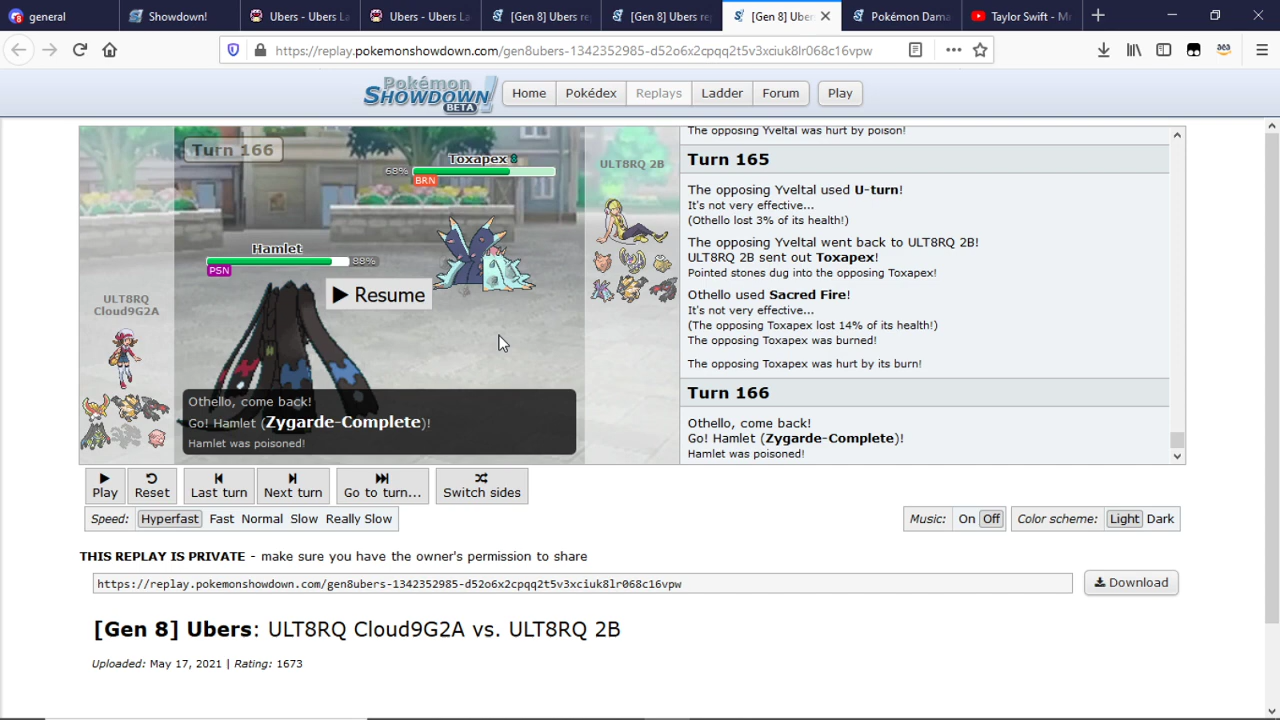 general
Showdown!
Ubers - Ubers La
Ubers - Ubers La
[Gen 8] Ubers re
[Gen 8] Ubers re
[Gen 8] Uber
Pokémon Dama
Taylor Swift - M
https://replay.pokemonshowdown.com/gen8ubers-1342352985-d52o6x2cpqq2t5v3xciuk8lr068c16vpw
Pokémon
SHOWDOWN!
BETA
Home
Pokédex
Replays
Ladder
Forum
Play
Turn 166
Toxapex
68%
BRN
Hamlet
88%
PSN
Resume
ULT8RQ
Cloud9G2A
ULT8RQ 2B
Othello, come back!
Go! Hamlet (Zygarde-Complete)!
Hamlet was poisoned!
The opposing Yveltal was hurt by poison!
Turn 165
The opposing Yveltal used U-turn!
It's not very effective...
(Othello lost 3% of its health!)
The opposing Yveltal went back to ULT8RQ 2B!
ULT8RQ 2B sent out Toxapex!
Pointed stones dug into the opposing Toxapex!
Othello used Sacred Fire!
It's not very effective...
(The opposing Toxapex lost 14% of its health!)
The opposing Toxapex was burned!
The opposing Toxapex was hurt by its burn!
Turn 166
Othello, come back!
Go! Hamlet (Zygarde-Complete)!
Hamlet was poisoned!
Play
Reset
Last turn
Next turn
Go to turn...
Switch sides
Speed: Hyperfast Fast Normal Slow Really Slow
Music: On Off
Color scheme: Light Dark
THIS REPLAY IS PRIVATE - make sure you have the owner's permission to share
https://replay.pokemonshowdown.com/gen8ubers-1342352985-d52o6x2cpqq2t5v3xciuk8lr068c16vpw
Download
[Gen 8] Ubers: ULT8RQ Cloud9G2A vs. ULT8RQ 2B
Uploaded: May 17, 2021 | Rating: 1673